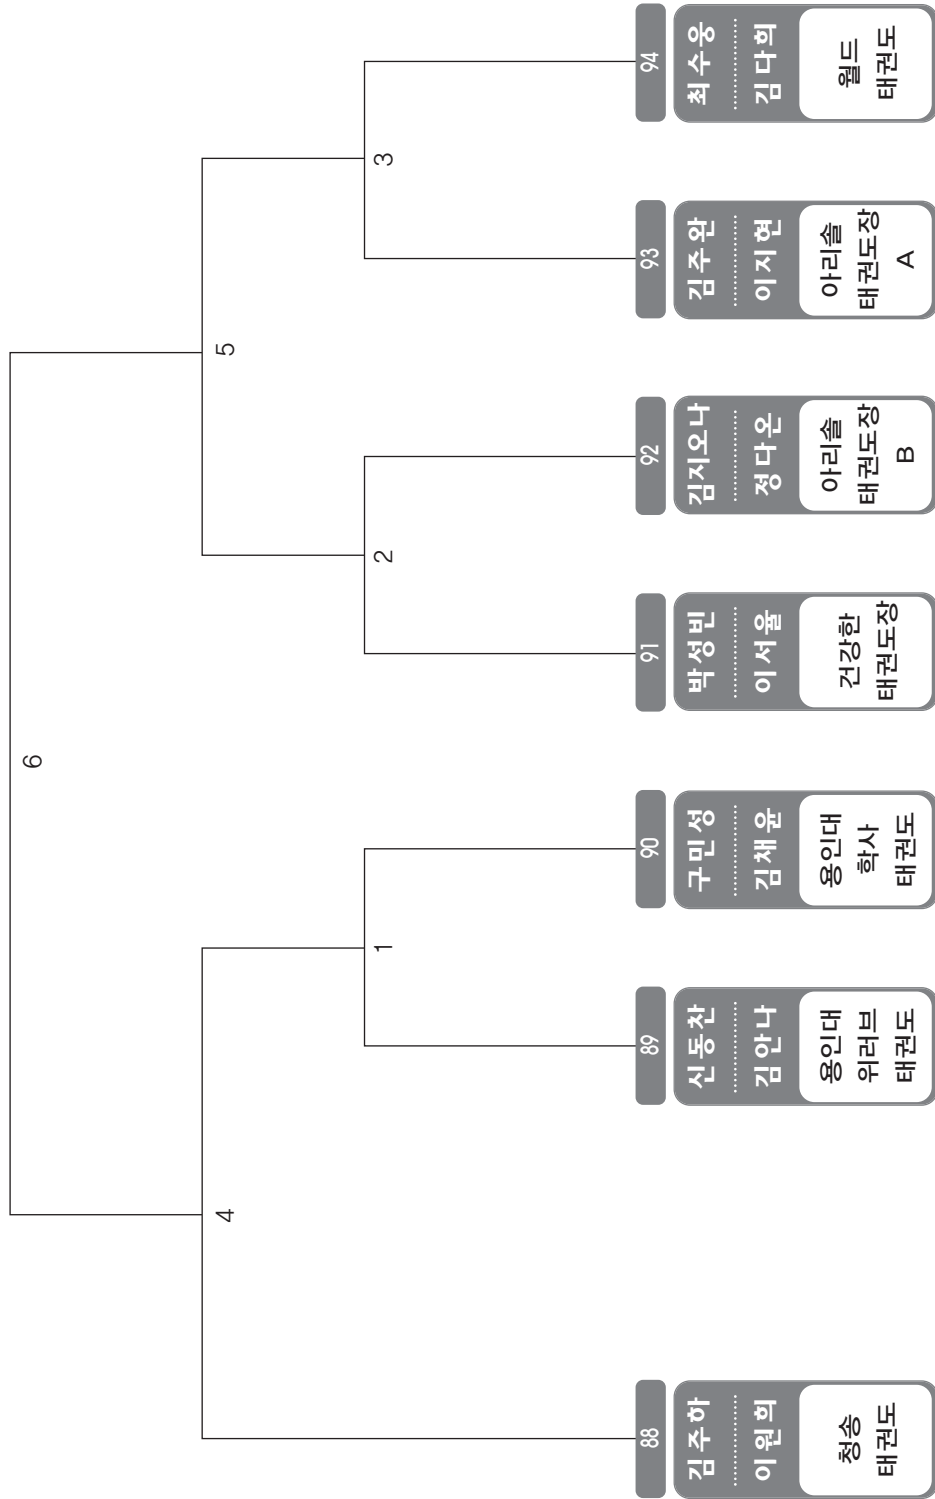 6
4
5
1
2
3
88
김주하
이원희
청송
태권도
89
신동찬
김안나
용인대
위러브
태권도
90
구민성
김채윤
용인대
학사
태권도
91
박성빈
이서율
건강한
태권도장
92
김지오나
정다온
아리솔
태권도장
B
93
김주완
이지현
아리솔
태권도장
A
94
최수웅
김다희
월드
태권도